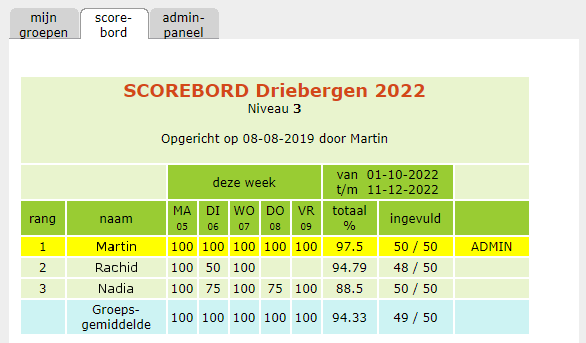 mijn groepen
score-bord
admin-paneel
SCOREBORD Driebergen 2022
Niveau 3
Opgericht op 08-08-2019 door Martin
deze week
van 01-10-2022
t/m 11-12-2022
rang naam MA 05 DI 06 WO 07 DO 08 VR 09 totaal % ingevuld
1 Martin 100 100 100 100 100 97.5 50 / 50 ADMIN
2 Rachid 100 50 100 94.79 48 / 50
3 Nadia 100 75 100 75 100 88.5 50 / 50
Groeps-gemiddelde 100 100 100 100 100 94.33 49 / 50